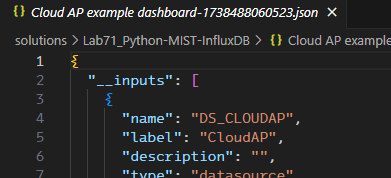 {} Cloud AP example dashboard-1738488060523.json ×
solutions > Lab71_Python-MIST-InfluxDB > {} Cloud AP example
1 {
2 "__inputs": [
3 {
4 "name": "DS_CLOUDAP",
5 "label": "CloudAP",
6 "description": "",
7 "type": "datasource"